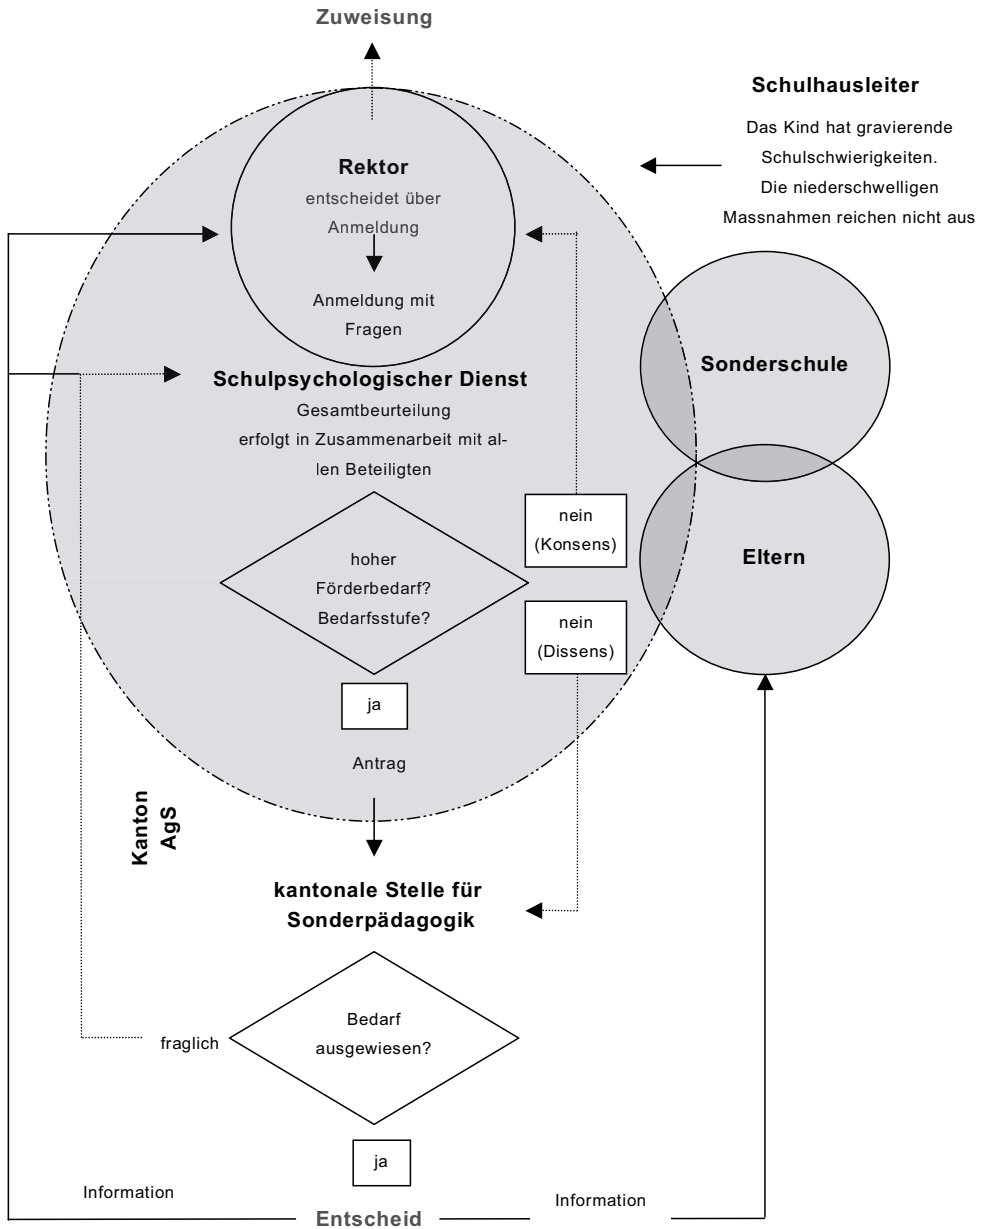 Zuweisung
Schulhausleiter
Das Kind hat gravierende
Schulschwierigkeiten.
Die niederschwelligen
Massnahmen reichen nicht aus
Rektor
entscheidet über
Anmeldung
Anmeldung mit
Fragen
Sonderschule
Schulpsychologischer Dienst
Gesamtbeurteilung
erfolgt in Zusammenarbeit mit al-
len Beteiligten
nein
(Konsens)
hoher
Förderbedarf?
Bedarfsstufe?
Eltern
nein
(Dissens)
ja
Antrag
Kanton
AgS
kantonale Stelle für
Sonderpädagogik
Bedarf
ausgewiesen?
fraglich
ja
Information
Information
Entscheid